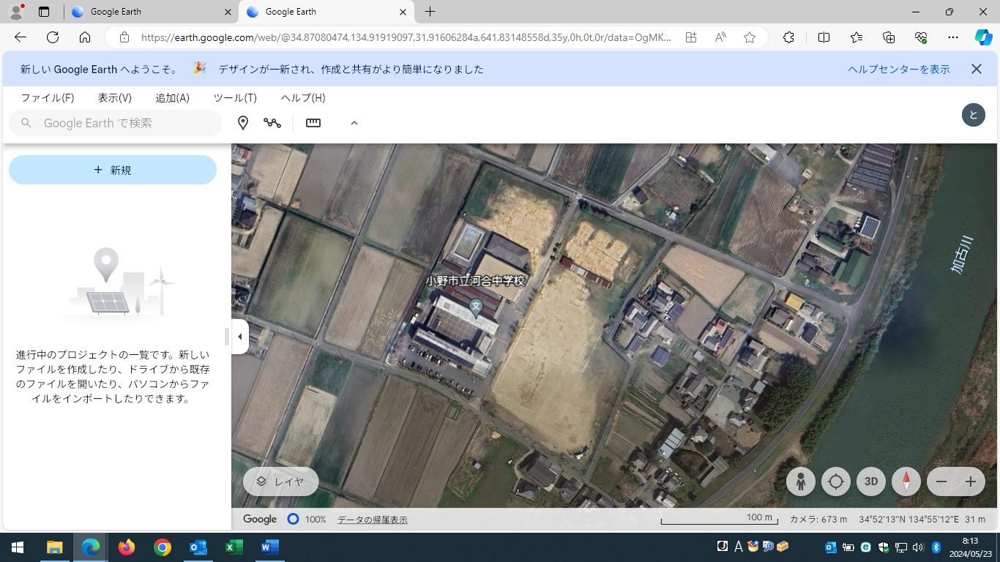 Google Earth
Google Earth
https://earth.google.com/web/@34.87080474,134.91919097,31.91606284a,641.83148558d,35y,0h,0t,0r/data=OgMK...
新しい Google Earth へようこそ。 デザインが一新され、作成と共有がより簡単になりました ヘルプセンターを表示
ファイル(F) 表示(V) 追加(A) ツール(T) ヘルプ(H)
と
Google Earth で検索
+ 新規
進行中のプロジェクトの一覧です。新しい
ファイルを作成したり、ドライブから既存
のファイルを開いたり、パソコンからファ
イルをインポートしたりできます。
加古川
小野市立河合中学校
文
レイヤ
3D
Google 100% データの帰属表示 100 m カメラ: 673 m 34°52'13"N 134°55'12"E 31 m
A
8:13
2024/05/23